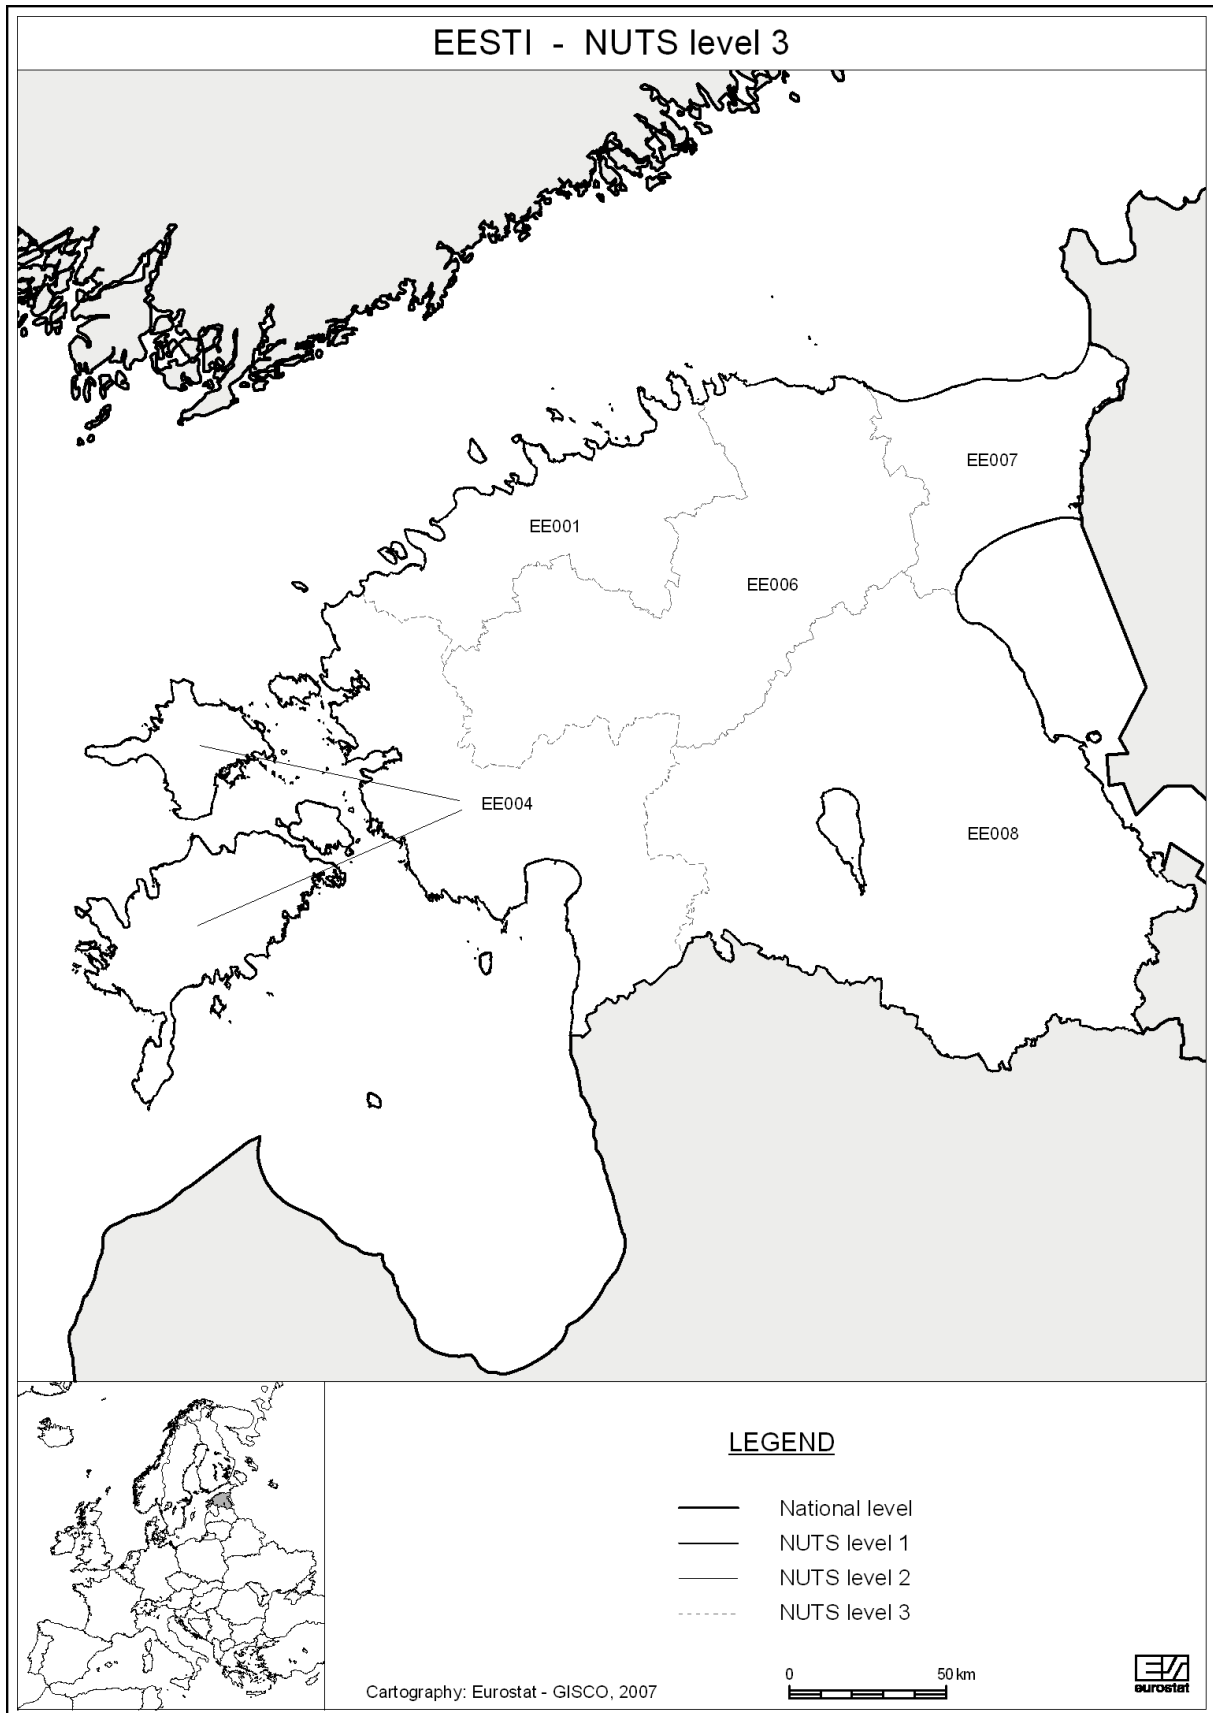 EESTI - NUTS level 3
EE007
EE001
EE006
EE004
EE008
LEGEND
National level
NUTS level 1
NUTS level 2
NUTS level 3
0 50 km
Cartography: Eurostat - GISCO, 2007
eurostat